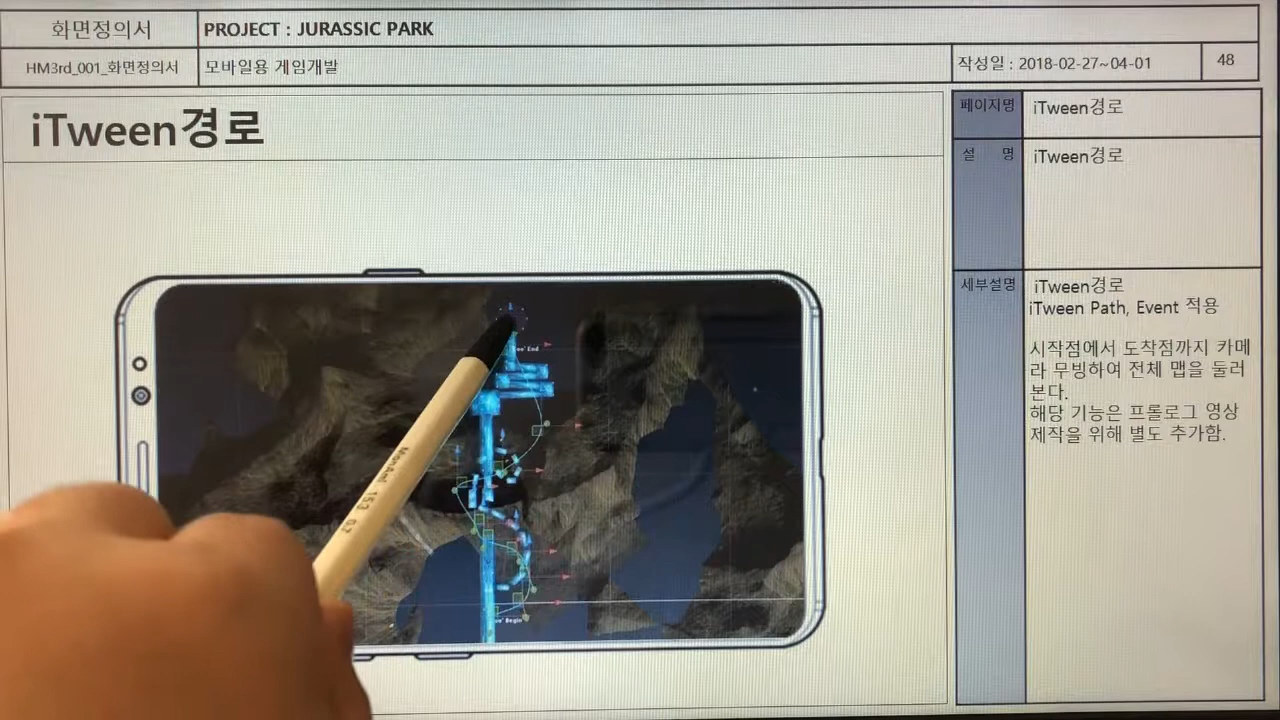 화면정의서
PROJECT : JURASSIC PARK
HM3rd_001_화면정의서
모바일용 게임개발
작성일 : 2018-02-27~04-01
48
iTween경로
페이지명
iTween경로
설 명
iTween경로
세부설명
iTween경로
iTween Path, Event 적용
시작점에서 도착점까지 카메
라 무빙하여 전체 맵을 둘러
본다.
해당 기능은 프롤로그 영상
제작을 위해 별도 추가함.
End
Begin
MonAmi 153 0.7